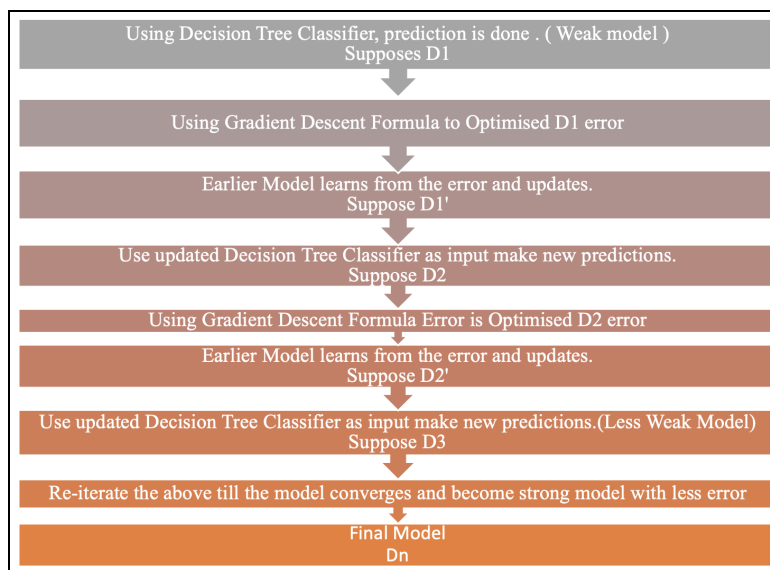 Using Decision Tree Classifier, prediction is done . ( Weak model )
Supposes D1
Using Gradient Descent Formula to Optimised D1 error
Earlier Model learns from the error and updates.
Suppose D1'
Use updated Decision Tree Classifier as input make new predictions.
Suppose D2
Using Gradient Descent Formula Error is Optimised D2 error
Earlier Model learns from the error and updates.
Suppose D2'
Use updated Decision Tree Classifier as input make new predictions.(Less Weak Model)
Suppose D3
Re-iterate the above till the model converges and become strong model with less error
Final Model
Dn